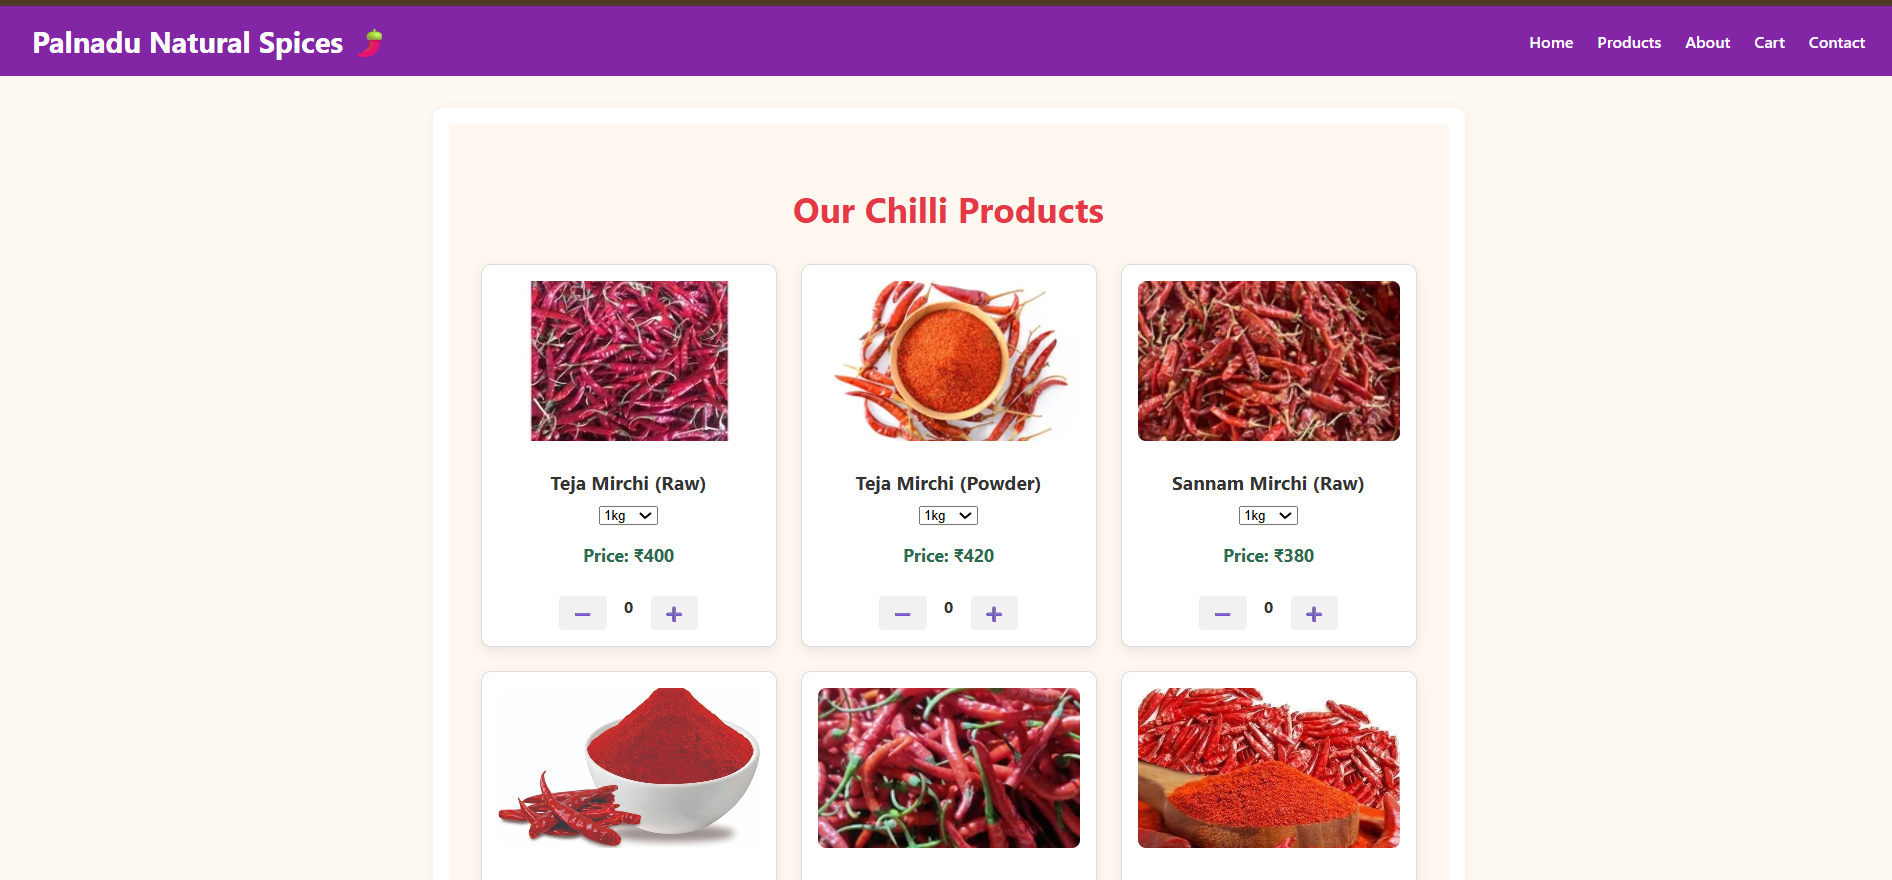 Palnadu Natural Spices 🌶️
Home Products About Cart Contact
Our Chilli Products
Teja Mirchi (Raw)
1kg
Price: ₹400
− 0 +
Teja Mirchi (Powder)
1kg
Price: ₹420
− 0 +
Sannam Mirchi (Raw)
1kg
Price: ₹380
− 0 +